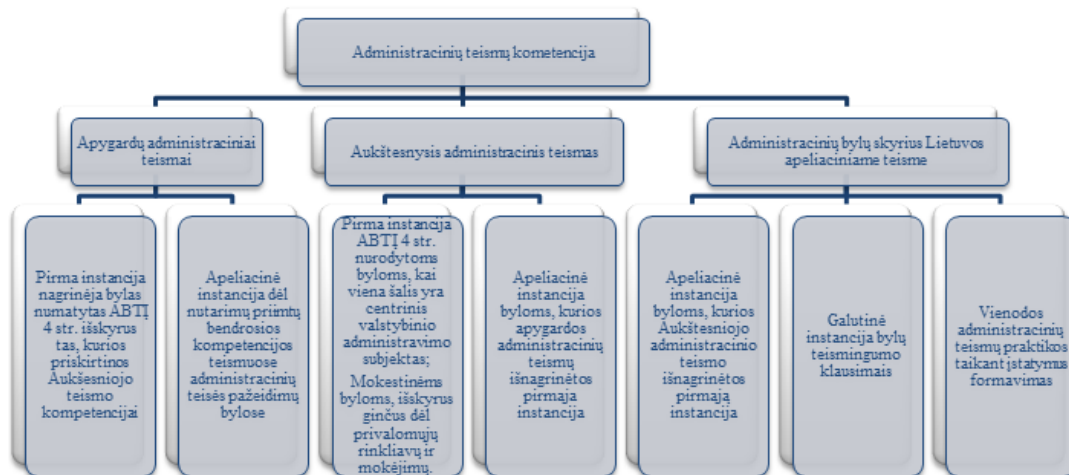 Administracinių teismų kometencija
Apygardų administraciniai
teismai
Aukštesnysis administracinis teismas
Administracinių bylų skyrius Lietuvos
apeliaciniame teisme
Pirma instancija
nagrinėja bylas
numatytas ABTĮ
4 str. išskyrus
tas, kurios
priskirtinos
Aukšesniojo
teismo
kompetencijai
Apeliacinė
instancija dėl
nutarimų priimtų
bendrosios
kompetencijos
teismuose
administracinių
teisės pažeidimų
bylose
Pirma instancija
ABTĮ 4 str.
nurodytoms
byloms, kai
viena šalis yra
centrinis
valstybinio
administravimo
subjektas;
Mokestinėms
byloms, išskyrus
ginčus dėl
privalomųjų
rinkliavų ir
mokėjimų.
Apeliacinė
instancija
byloms, kurios
apygardos
administracinių
teismų
išnagrinėtos
pirmąja
instancija
Apeliacinė
instancija
byloms, kurios
Aukštesniojo
administracinio
teismo
išnagrinėtos
pirmąją
instancija
Galutinė
instancija bylų
teismingumo
klausimais
Vienodos
administracinių
teismų praktikos
taikant įstatymus
formavimas